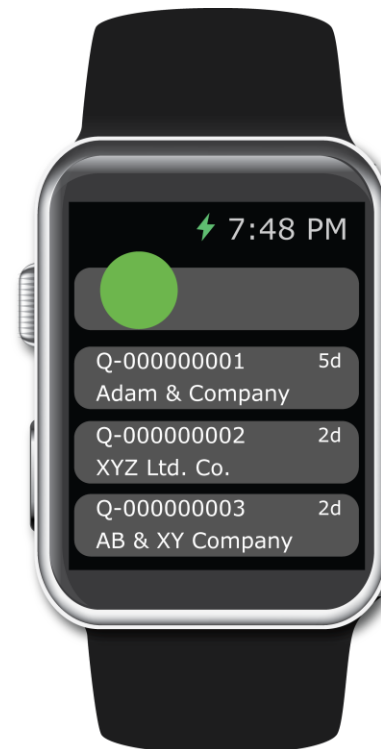 7:48 PM
Q-000000001 5d
Adam & Company
Q-000000002 2d
XYZ Ltd. Co.
Q-000000003 2d
AB & XY Company